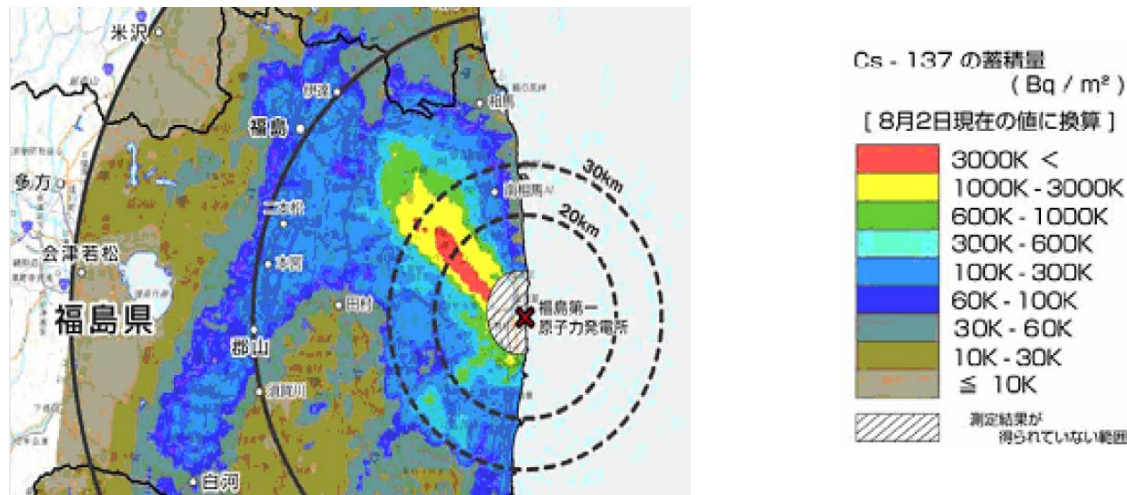 米沢
伊達
相馬
福島
30km
多方
南相馬
二本松
20km
会津若松
本宮
田村
福島第一
原子力発電所
福島県
郡山
須賀川
白河
Cs - 137 の蓄積量
( Bq / m² )
[ 8月2日現在の値に換算 ]
3000K <
1000K - 3000K
600K - 1000K
300K - 600K
100K - 300K
60K - 100K
30K - 60K
10K - 30K
≦ 10K
測定結果が
得られていない範囲